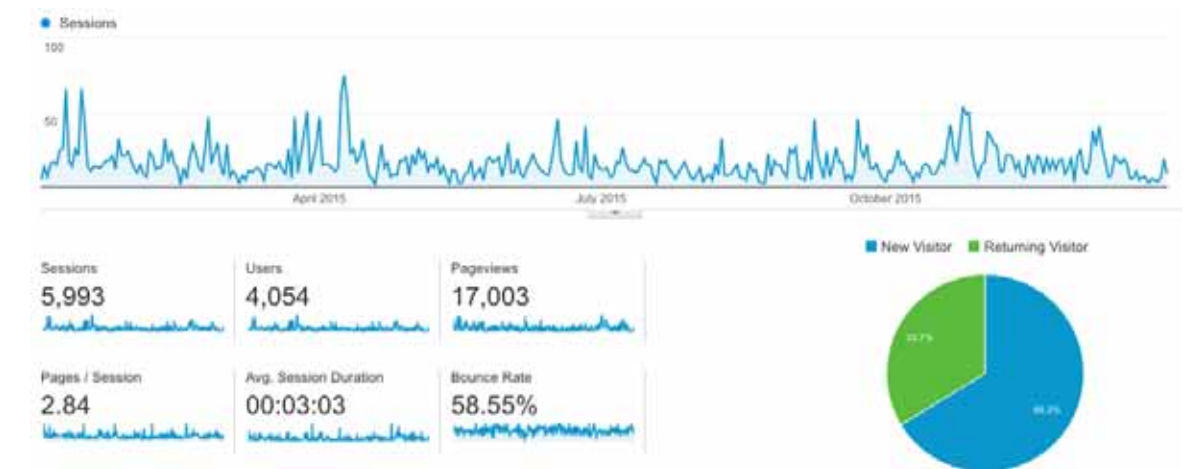 Sessions
100
50
April 2015
July 2015
October 2015
New Visitor Returning Visitor
Sessions
5,993
Users
4,054
Pageviews
17,003
Pages / Session
2.84
Avg. Session Duration
00:03:03
Bounce Rate
58.55%